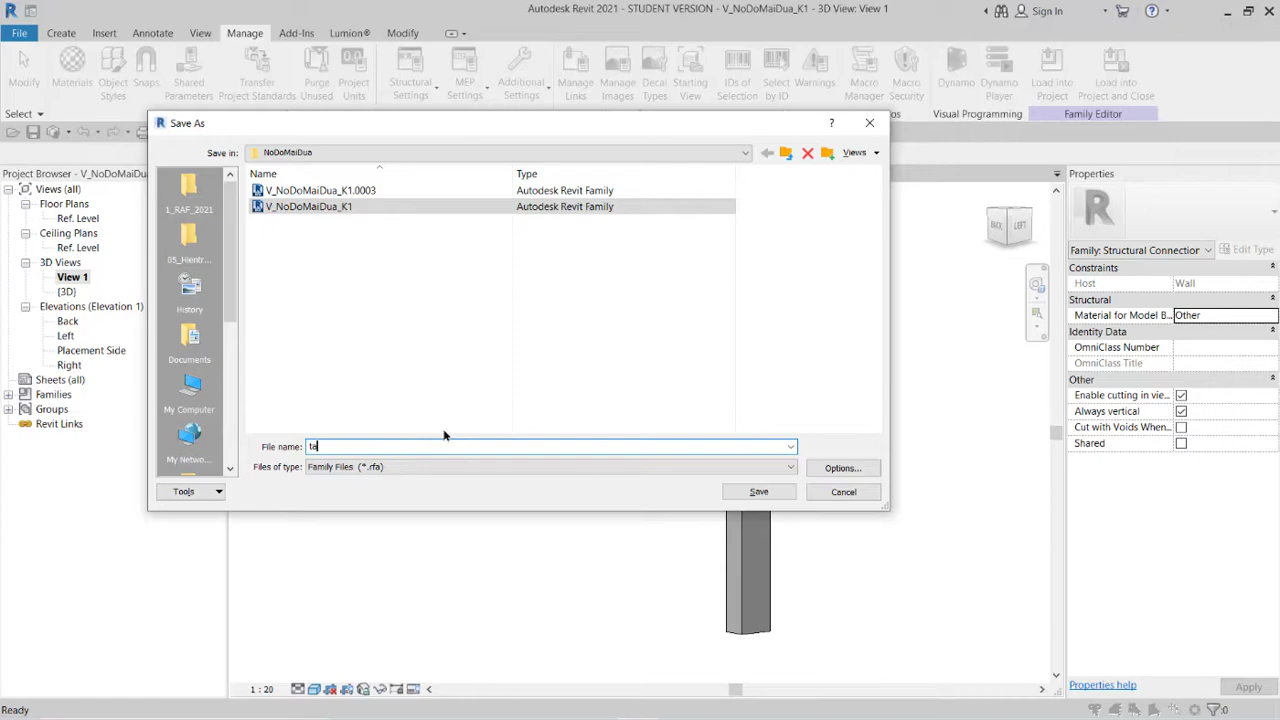 Autodesk Revit 2021 - STUDENT VERSION - V_NoDoMaiDua_K1 - 3D View: View 1
Sign In
File Create Insert Annotate View Manage Add-Ins Lumion® Modify
Modify
Materials
Object Styles
Snaps
Shared Parameters
Transfer Project Standards
Purge Unused
Project
Structural Settings
MEP Settings
Additional Settings
Manage Links
Manage Images
Decal Types
Starting View
IDs of Selection
Select by ID
Warnings
Macro Manager
Macro Security
Dynamo
Dynamo Player
Load into Project
Load into Project and Close
Select
Visual Programming
Family Editor
Project Browser - V_NoDoMaiDu
Views (all)
Floor Plans
Ref. Level
Ceiling Plans
Ref. Level
3D Views
View 1
{3D}
Elevations (Elevation 1)
Back
Left
Placement Side
Right
Sheets (all)
Families
Groups
Revit Links
Save As
?
Save in: NoDoMaiDua
Views
Name Type
V_NoDoMaiDua_K1.0003 Autodesk Revit Family
V_NoDoMaiDua_K1 Autodesk Revit Family
1_RAF_2021
05_Hientr...
History
Documents
My Computer
My Netwo...
File name: ta
Files of type: Family Files (*.rfa)
Options...
Tools
Save
Cancel
BACK LEFT
Properties
Family: Structural Connection
Edit Type
Constraints
Host Wall
Structural
Material for Model B... Other
Identity Data
OmniClass Number
OmniClass Title
Other
Enable cutting in vie...
Always vertical
Cut with Voids When...
Shared
Properties help
Apply
1 : 20
Ready
:0